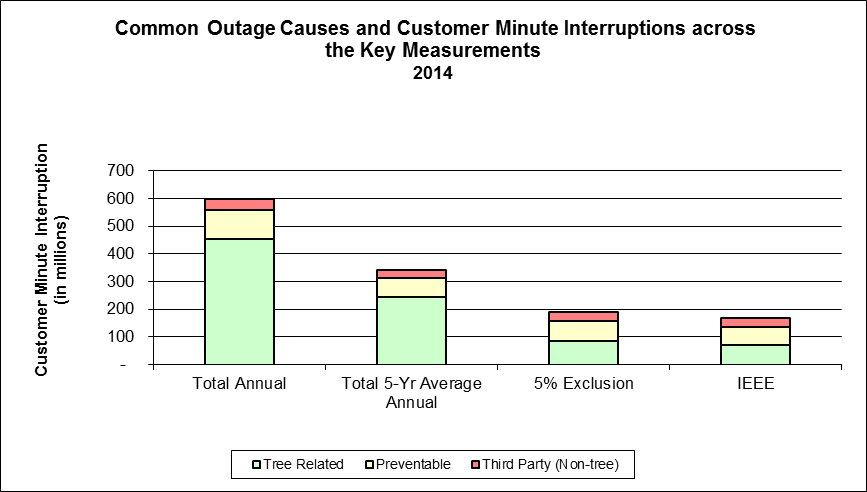 Common Outage Causes and Customer Minute Interruptions across
the Key Measurements
2014
Customer Minute Interruption
(in millions)
700
600
500
400
300
200
100
-
Total Annual
Total 5-Yr Average
Annual
5% Exclusion
IEEE
Tree Related
Preventable
Third Party (Non-tree)